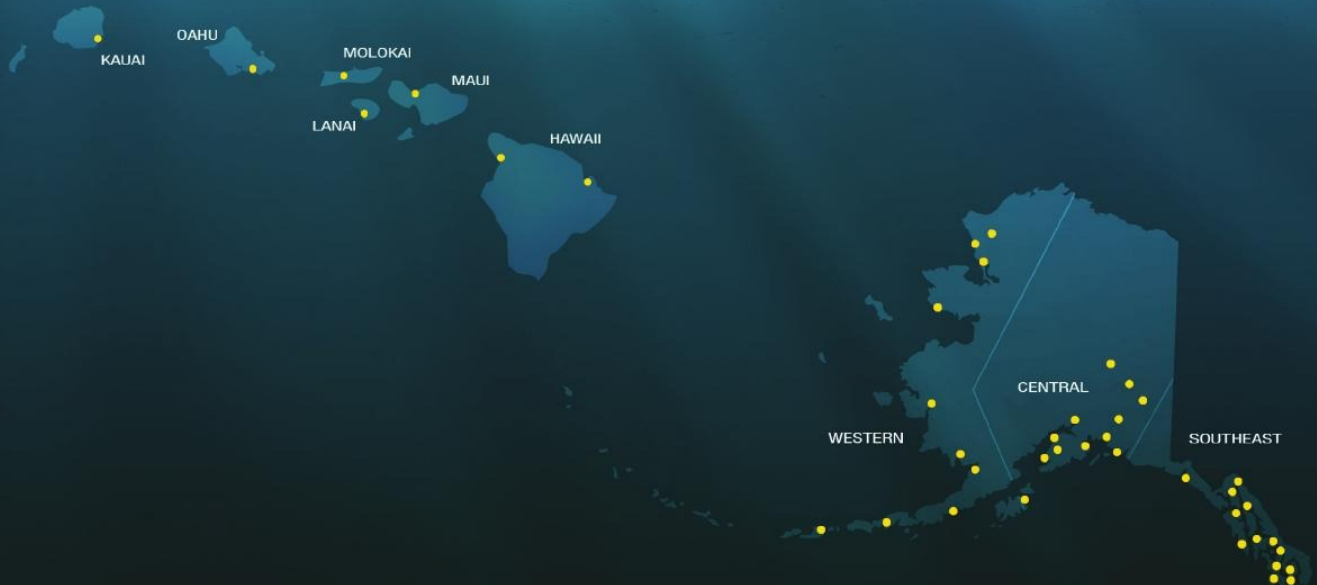 OAHU
KAUAI
MOLOKAI
MAUI
LANAI
HAWAII
CENTRAL
WESTERN
SOUTHEAST